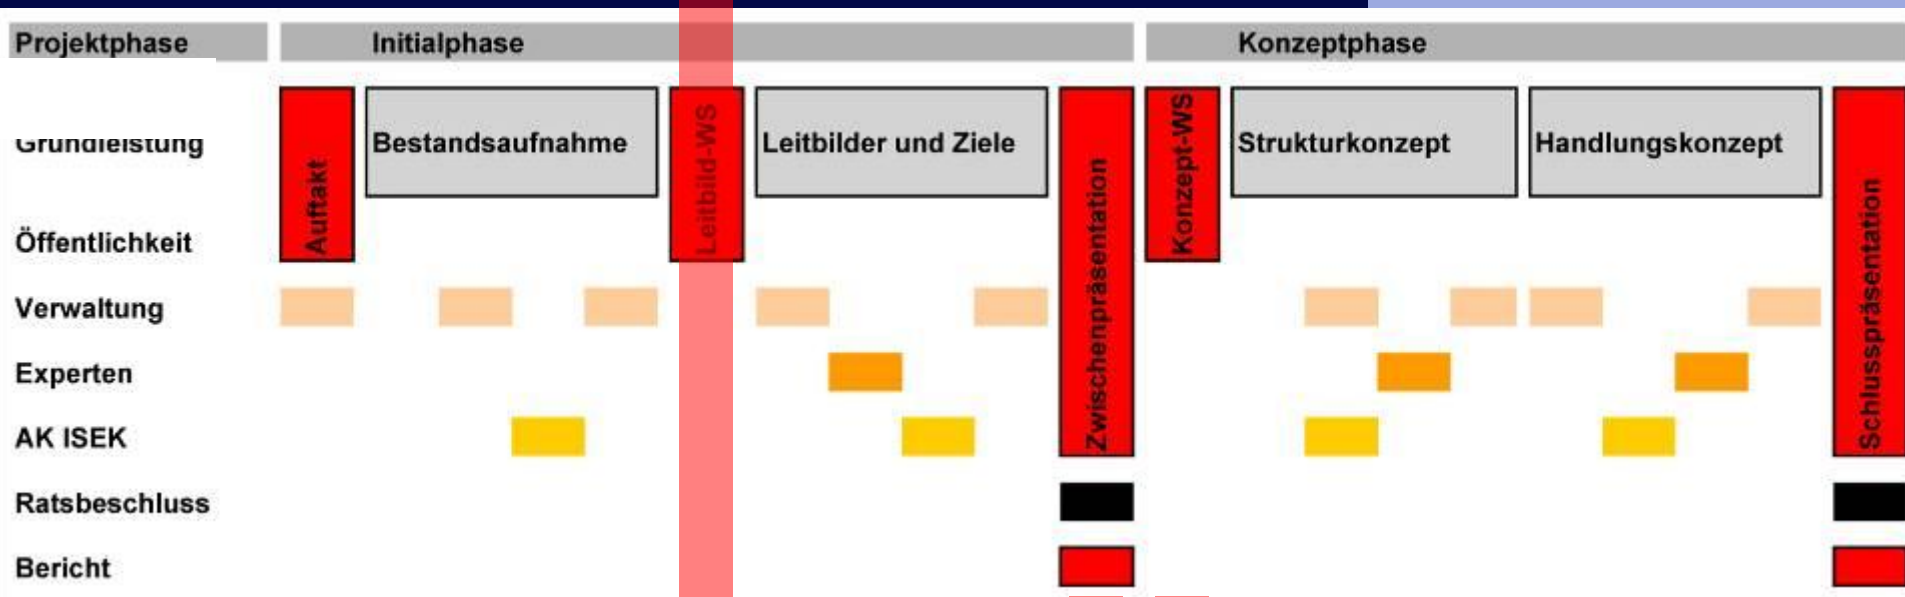 Projektphase Initialphase Konzeptphase
Grundleistung Auftakt Bestandsaufnahme Leitbild-WS Leitbilder und Ziele Zwischenpräsentation Konzept-WS Strukturkonzept Handlungskonzept Schlusspräsentation
Öffentlichkeit
Verwaltung
Experten
AK ISEK
Ratsbeschluss
Bericht